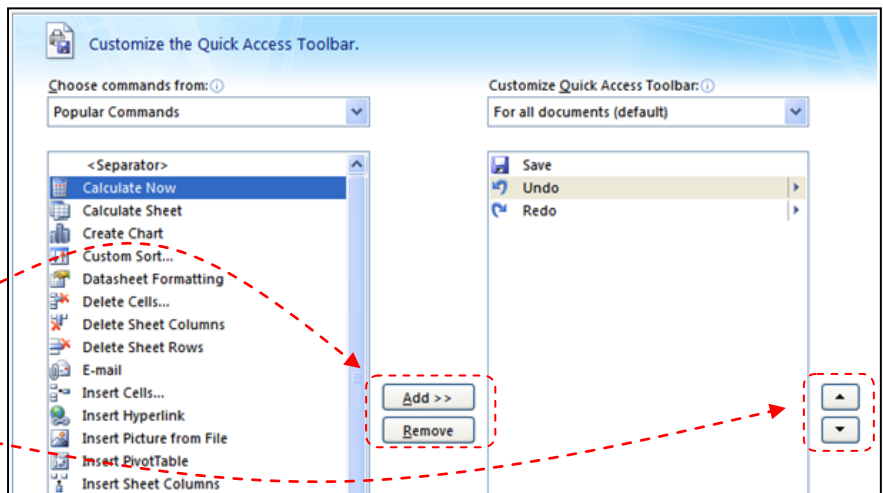 Customize the Quick Access Toolbar.
Choose commands from:
Popular Commands
<Separator>
Calculate Now
Calculate Sheet
Create Chart
Custom Sort...
Datasheet Formatting
Delete Cells...
Delete Sheet Columns
Delete Sheet Rows
E-mail
Insert Cells...
Insert Hyperlink
Insert Picture from File
Insert PivotTable
Insert Sheet Columns
Add >>
Remove
Customize Quick Access Toolbar:
For all documents (default)
Save
Undo
Redo